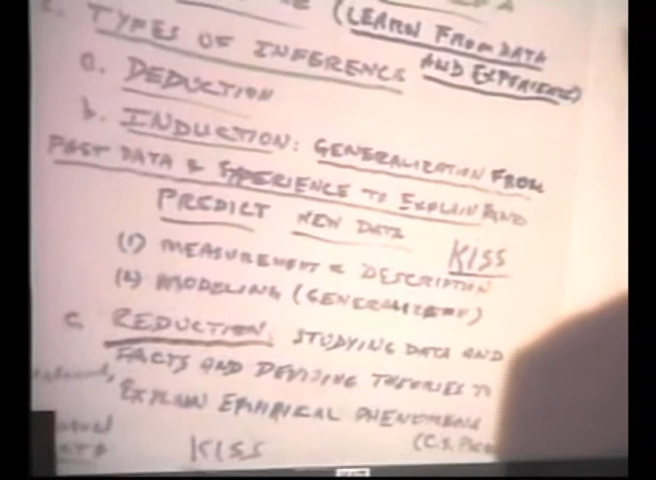 (LEARN FROM DATA
AND EXPERIENCE)
2. TYPES OF INFERENCE
a. DEDUCTION
b. INDUCTION: GENERALIZATION FROM
PAST DATA & EXPERIENCE TO EXPLAIN AND
PREDICT NEW DATA
KISS
(1) MEASUREMENT & DESCRIPTION
(2) MODELING (GENERALIZATION)
c. REDUCTION. STUDYING DATA AND
FACTS AND DEVISING THEORIES TO
EXPLAIN EMPIRICAL PHENOMENA
(C.S.
KISS